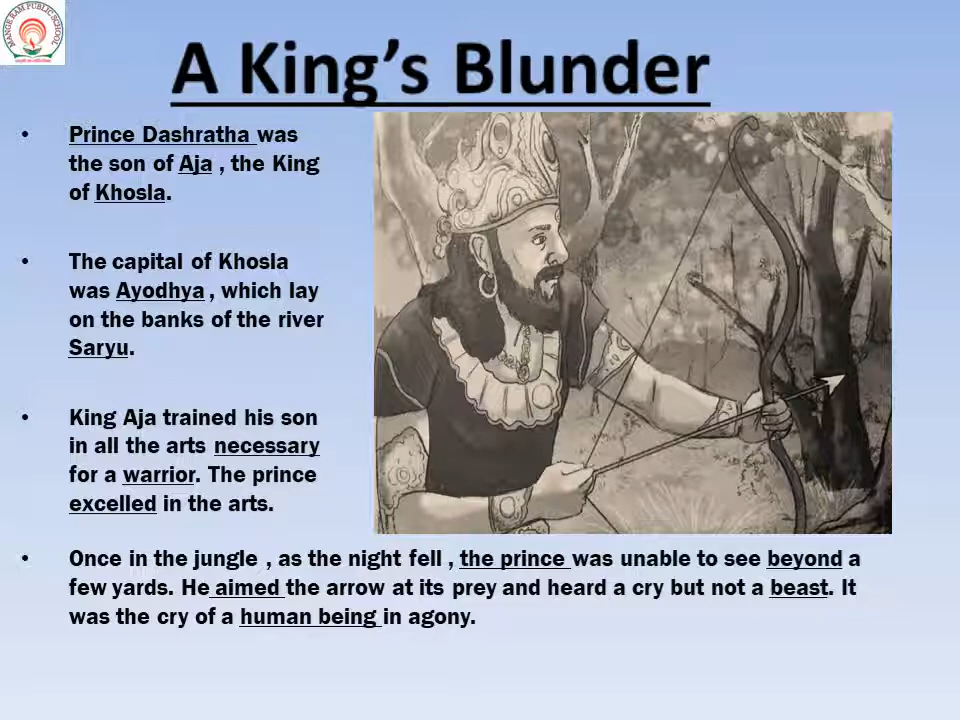 MANGE RAM PUBLIC SCHOOL
A King's Blunder
• Prince Dashratha was
the son of Aja , the King
of Khosla.
• The capital of Khosla
was Ayodhya , which lay
on the banks of the river
Saryu.
• King Aja trained his son
in all the arts necessary
for a warrior. The prince
excelled in the arts.
• Once in the jungle , as the night fell , the prince was unable to see beyond a
few yards. He aimed the arrow at its prey and heard a cry but not a beast. It
was the cry of a human being in agony.